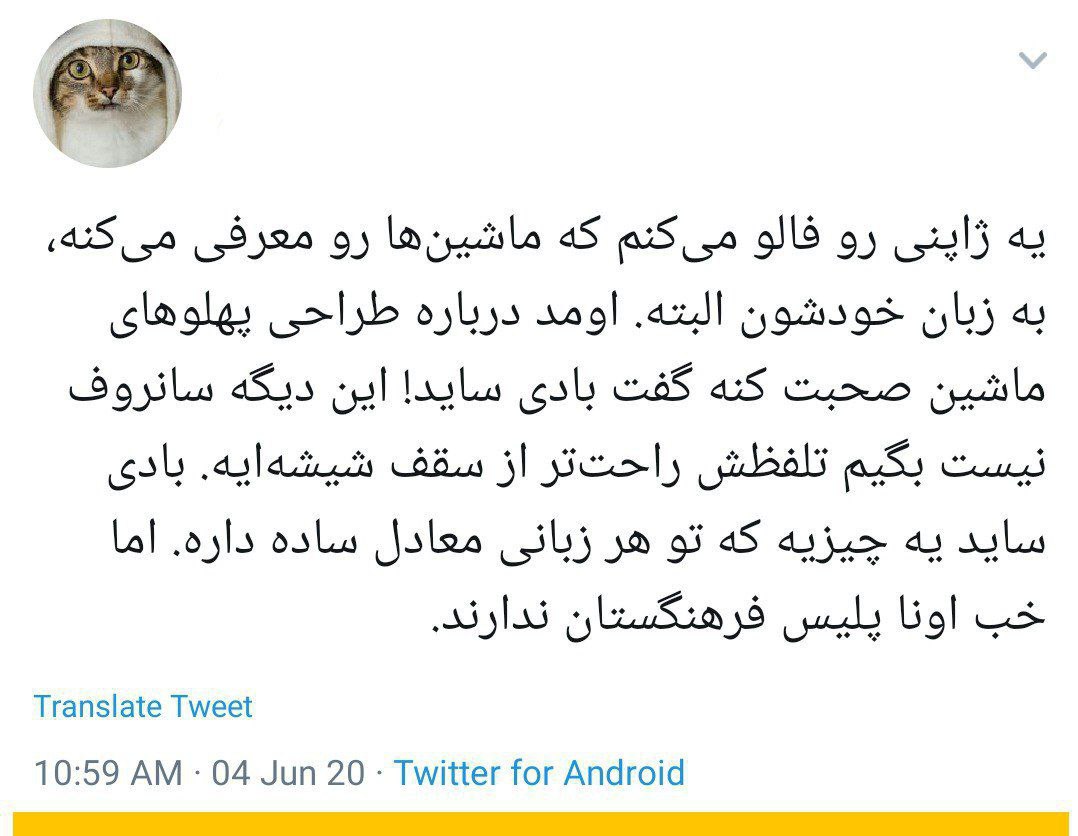 یه ژاپنی رو فالو می‌کنم که ماشین‌ها رو معرفی می‌کنه،
به زبان خودشون البته. اومد درباره طراحی پهلوهای
ماشین صحبت کنه گفت بادی ساید! این دیگه سانروف
نیست بگیم تلفظش راحت‌تر از سقف شیشه‌ایه. بادی
ساید یه چیزیه که تو هر زبانی معادل ساده داره. اما
خب اونا پلیس فرهنگستان ندارند.
Translate Tweet
10:59 AM · 04 Jun 20 · Twitter for Android